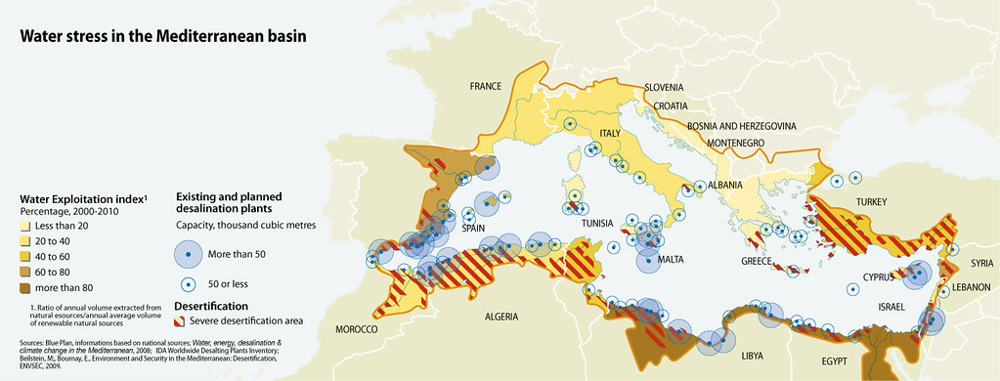 Water stress in the Mediterranean basin
FRANCE
SLOVENIA
CROATIA
BOSNIA AND HERZEGOVINA
ITALY
MONTENEGRO
ALBANIA
TURKEY
SPAIN
TUNISIA
MALTA
GREECE
CYPRUS
SYRIA
LEBANON
ISRAEL
MOROCCO
ALGERIA
LIBYA
EGYPT
Water Exploitation index1
Percentage, 2000-2010
Less than 20
20 to 40
40 to 60
60 to 80
more than 80
1. Ratio of annual volume extracted from
natural resources/annual average volume
of renewable natural sources
Existing and planned
desalination plants
Capacity, thousand cubic metres
More than 50
50 or less
Desertification
Severe desertification area
Sources: Blue Plan, informations based on national sources; Water, energy, desalination &
climate change in the Mediterranean, 2008; IDA Worldwide Desalting Plants Inventory;
Beilstein, M.; Bournay, E., Environment and Security in the Mediterranean: Desertification,
ENVSEC, 2009.